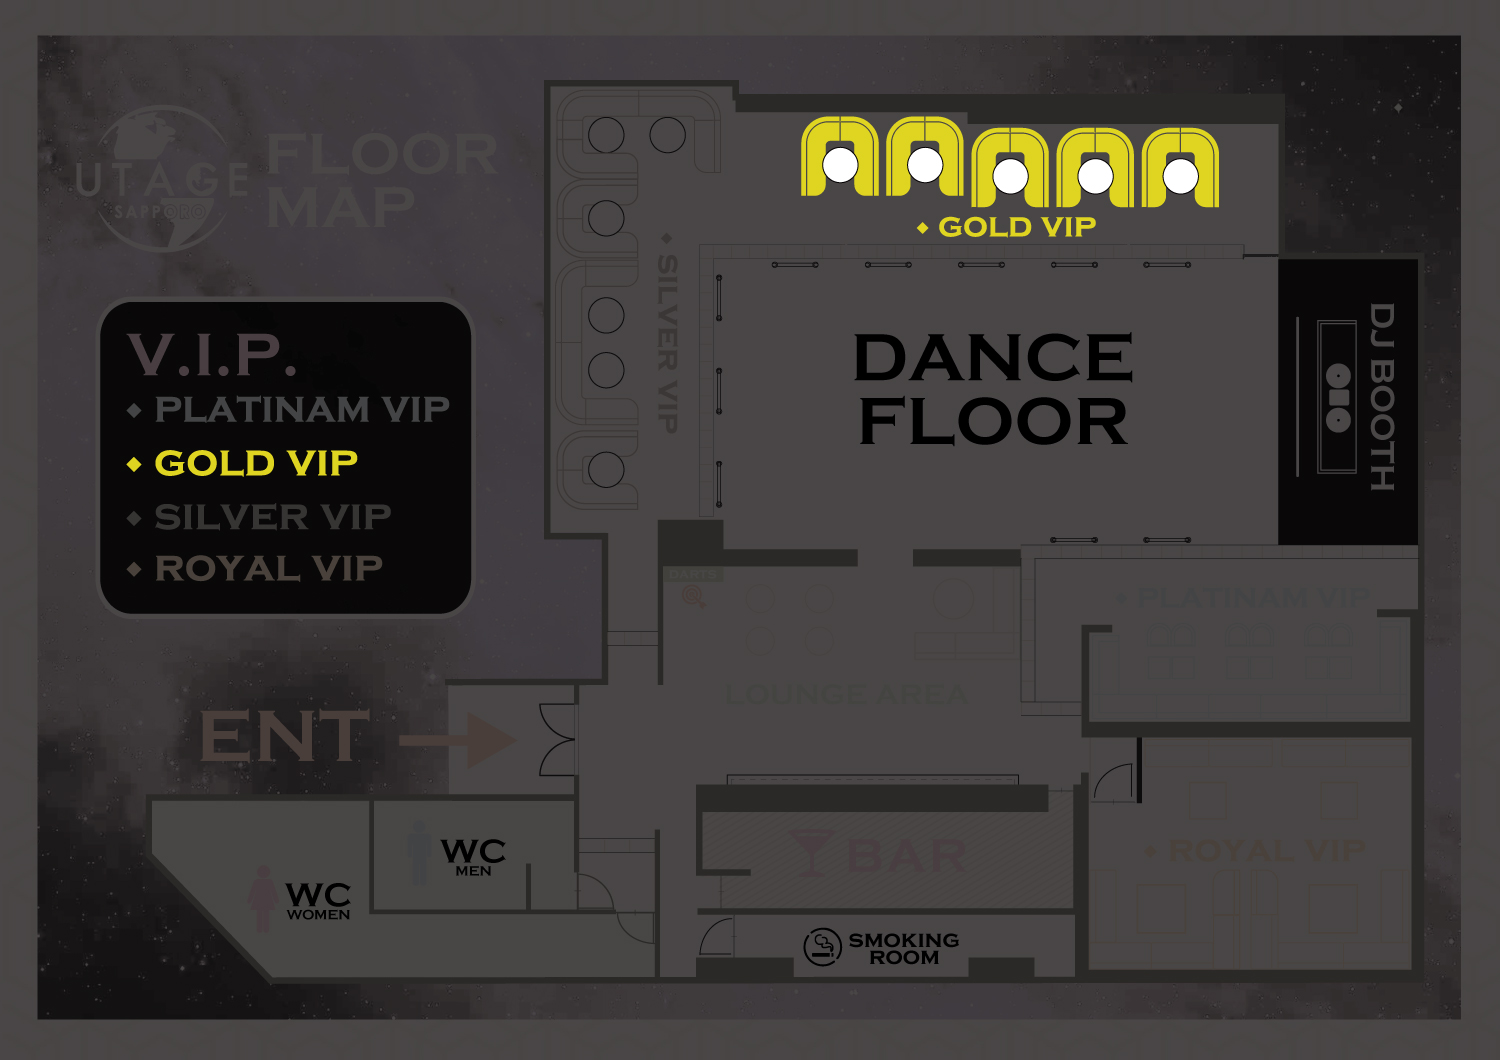 UTAGE
SAPPORO
FLOOR
MAP
V.I.P.
◆ PLATINAM VIP
◆ GOLD VIP
◆ SILVER VIP
◆ ROYAL VIP
◆ GOLD VIP
◆ SILVER VIP
DANCE
FLOOR
DJ BOOTH
DARTS
◆ PLATINAM VIP
LOUNGE AREA
ENT
WC
MEN
WC
WOMEN
BAR
◆ ROYAL VIP
SMOKING
ROOM